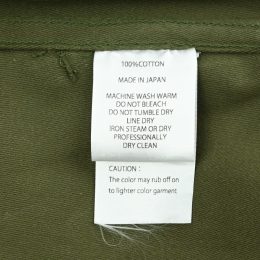 100%COTTON
MADE IN JAPAN
MACHINE WASH WARM
DO NOT BLEACH
DO NOT TUMBLE DRY
LINE DRY
IRON STEAM OR DRY
PROFESSIONALLY
DRY CLEAN
CAUTION :
The color may rub off on
to lighter color garment